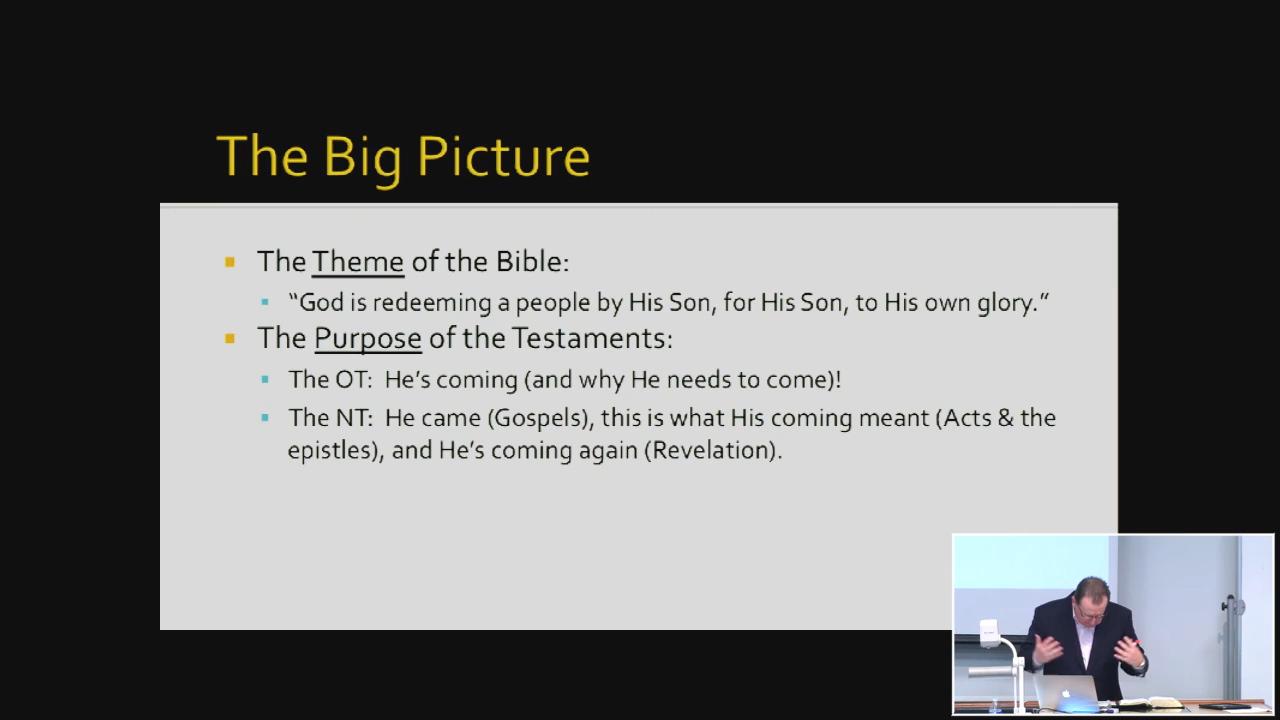 The Big Picture
The Theme of the Bible:
“God is redeeming a people by His Son, for His Son, to His own glory.”
The Purpose of the Testaments:
The OT:  He’s coming (and why He needs to come)!
The NT:  He came (Gospels), this is what His coming meant (Acts & the
epistles), and He’s coming again (Revelation).